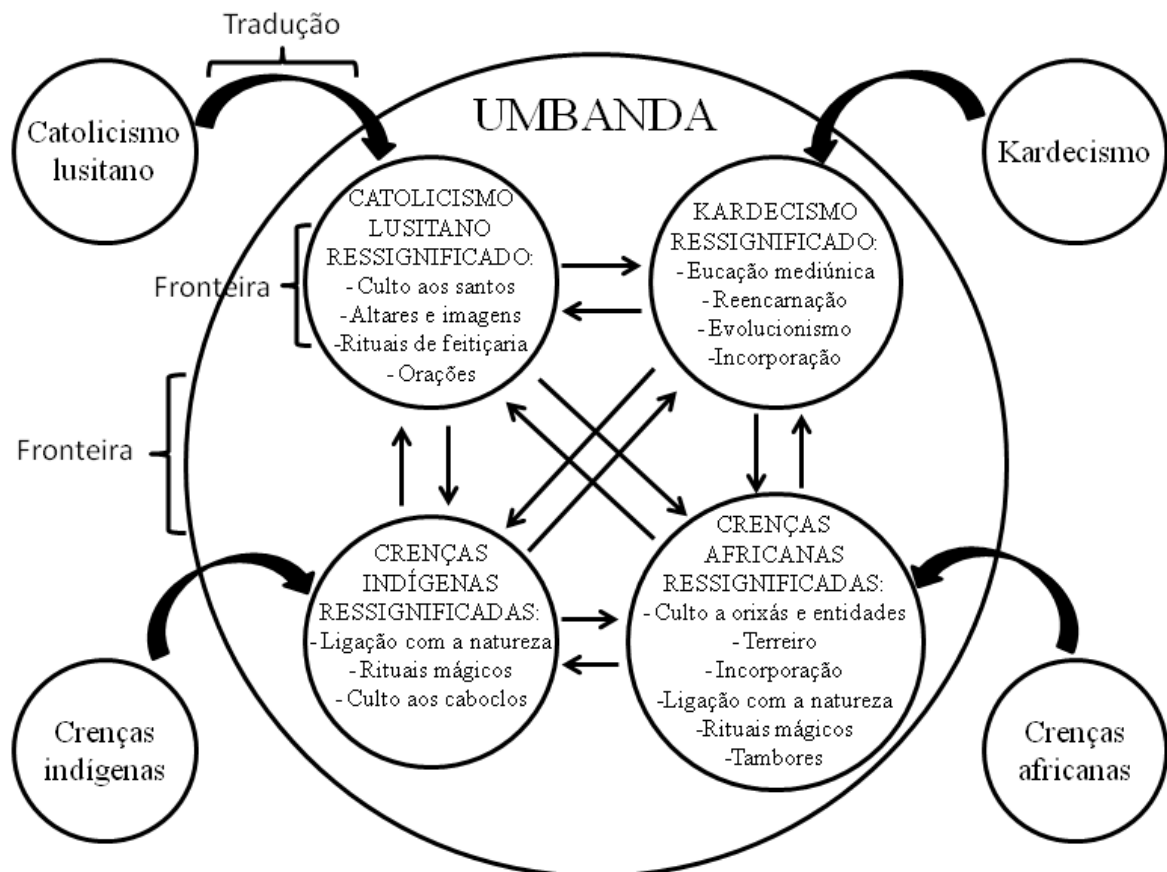 Tradução
UMBANDA
Catolicismo
lusitano
Kardecismo
CATOLICISMO
LUSITANO
RESSIGNIFICADO:
-Culto aos santos
-Altares e imagens
-Rituais de feitiçaria
-Orações
KARDECISMO
RESSIGNIFICADO:
-Eucação mediúnica
-Reencarnação
-Evolucionismo
-Incorporação
Fronteira
Fronteira
CRENÇAS
INDÍGENAS
RESSIGNIFICADAS:
-Ligação com a natureza
-Rituais mágicos
-Culto aos caboclos
CRENÇAS
AFRICANAS
RESSIGNIFICADAS:
-Culto a orixás e entidades
-Terreiro
-Incorporação
-Ligação com a natureza
-Rituais mágicos
-Tambores
Crenças
indígenas
Crenças
africanas